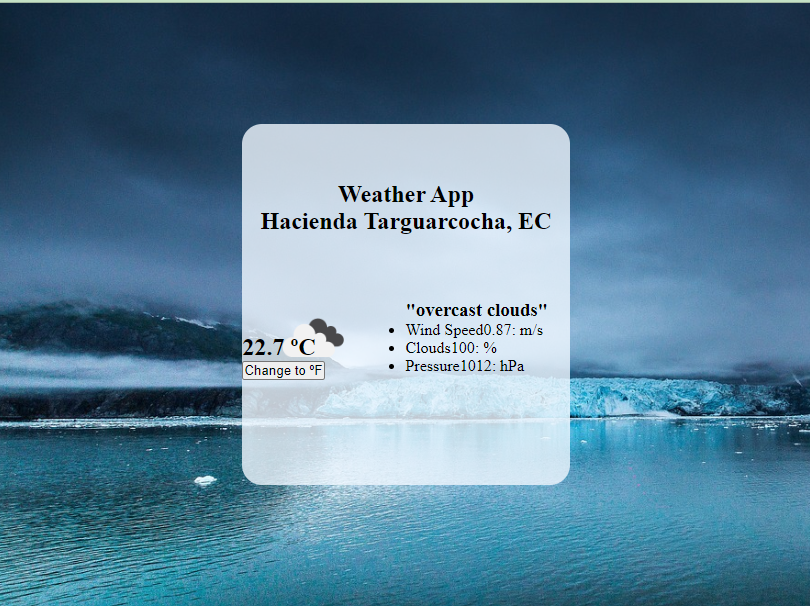 Weather App
Hacienda Targuarcocha, EC
"overcast clouds"
Wind Speed0.87: m/s
Clouds100: %
Pressure1012: hPa
22.7 ºC
Change to ºF